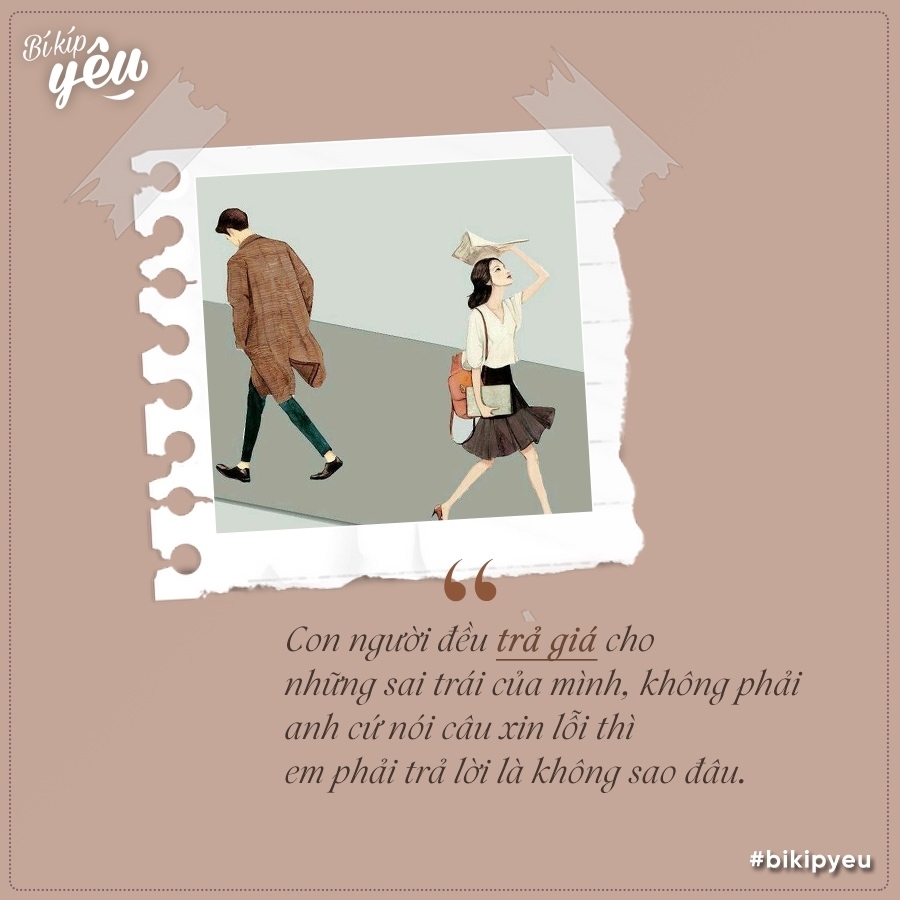 Bí kíp
yêu
“
Con người đều trả giá cho
những sai trái của mình, không phải
anh cứ nói câu xin lỗi thì
em phải trả lời là không sao đâu.
#bikipyeu